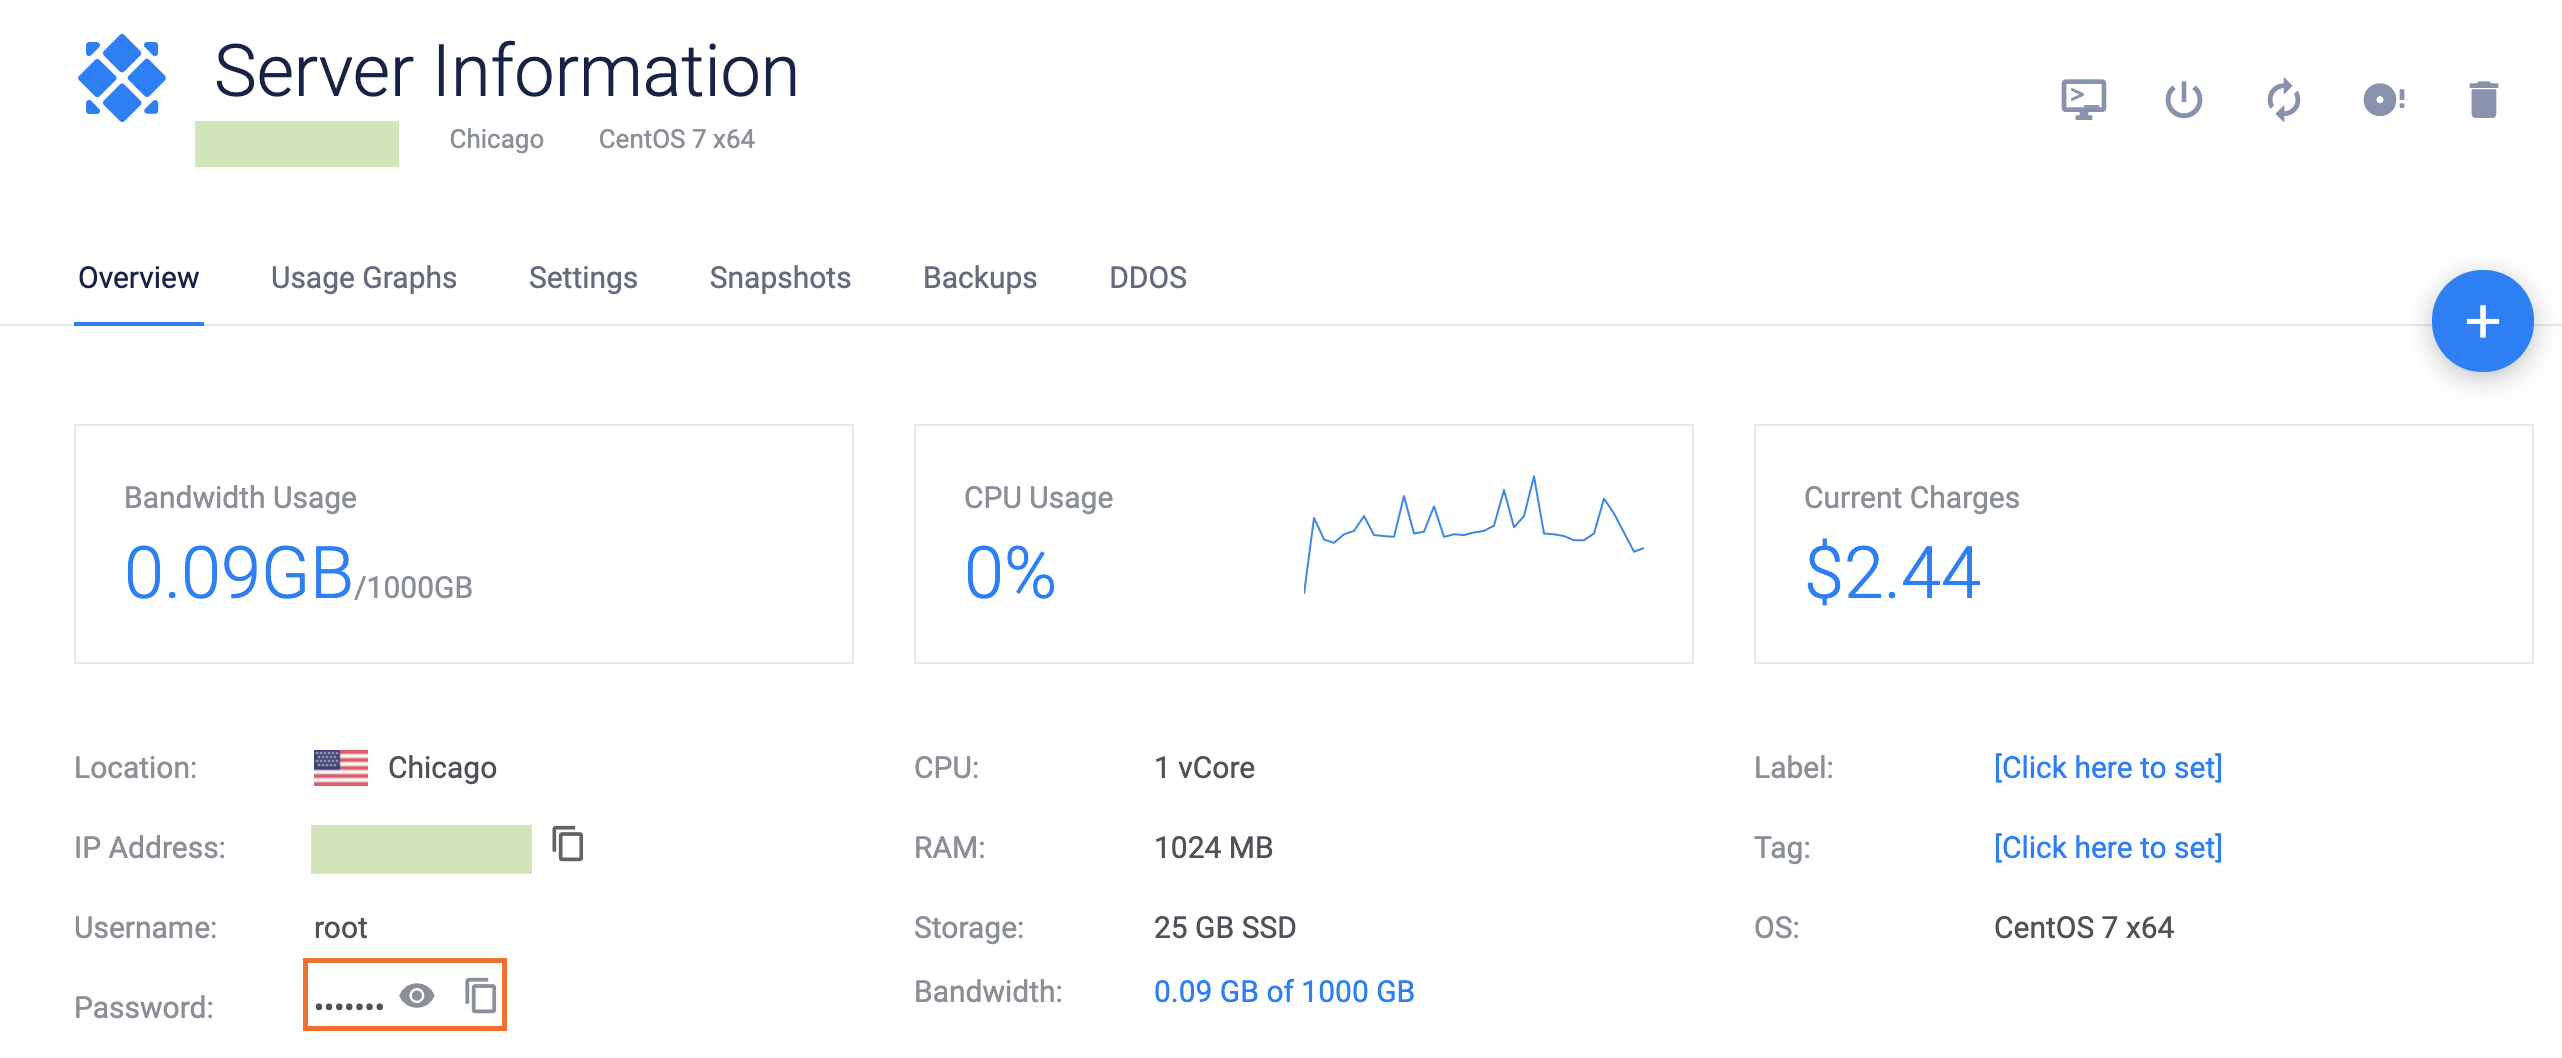 Server Information
Chicago CentOS 7 x64
Overview Usage Graphs Settings Snapshots Backups DDOS
Bandwidth Usage
0.09GB/1000GB
CPU Usage
0%
Current Charges
$2.44
Location: Chicago
IP Address:
Username: root
Password: .......
CPU: 1 vCore
RAM: 1024 MB
Storage: 25 GB SSD
Bandwidth: 0.09 GB of 1000 GB
Label: [Click here to set]
Tag: [Click here to set]
OS: CentOS 7 x64